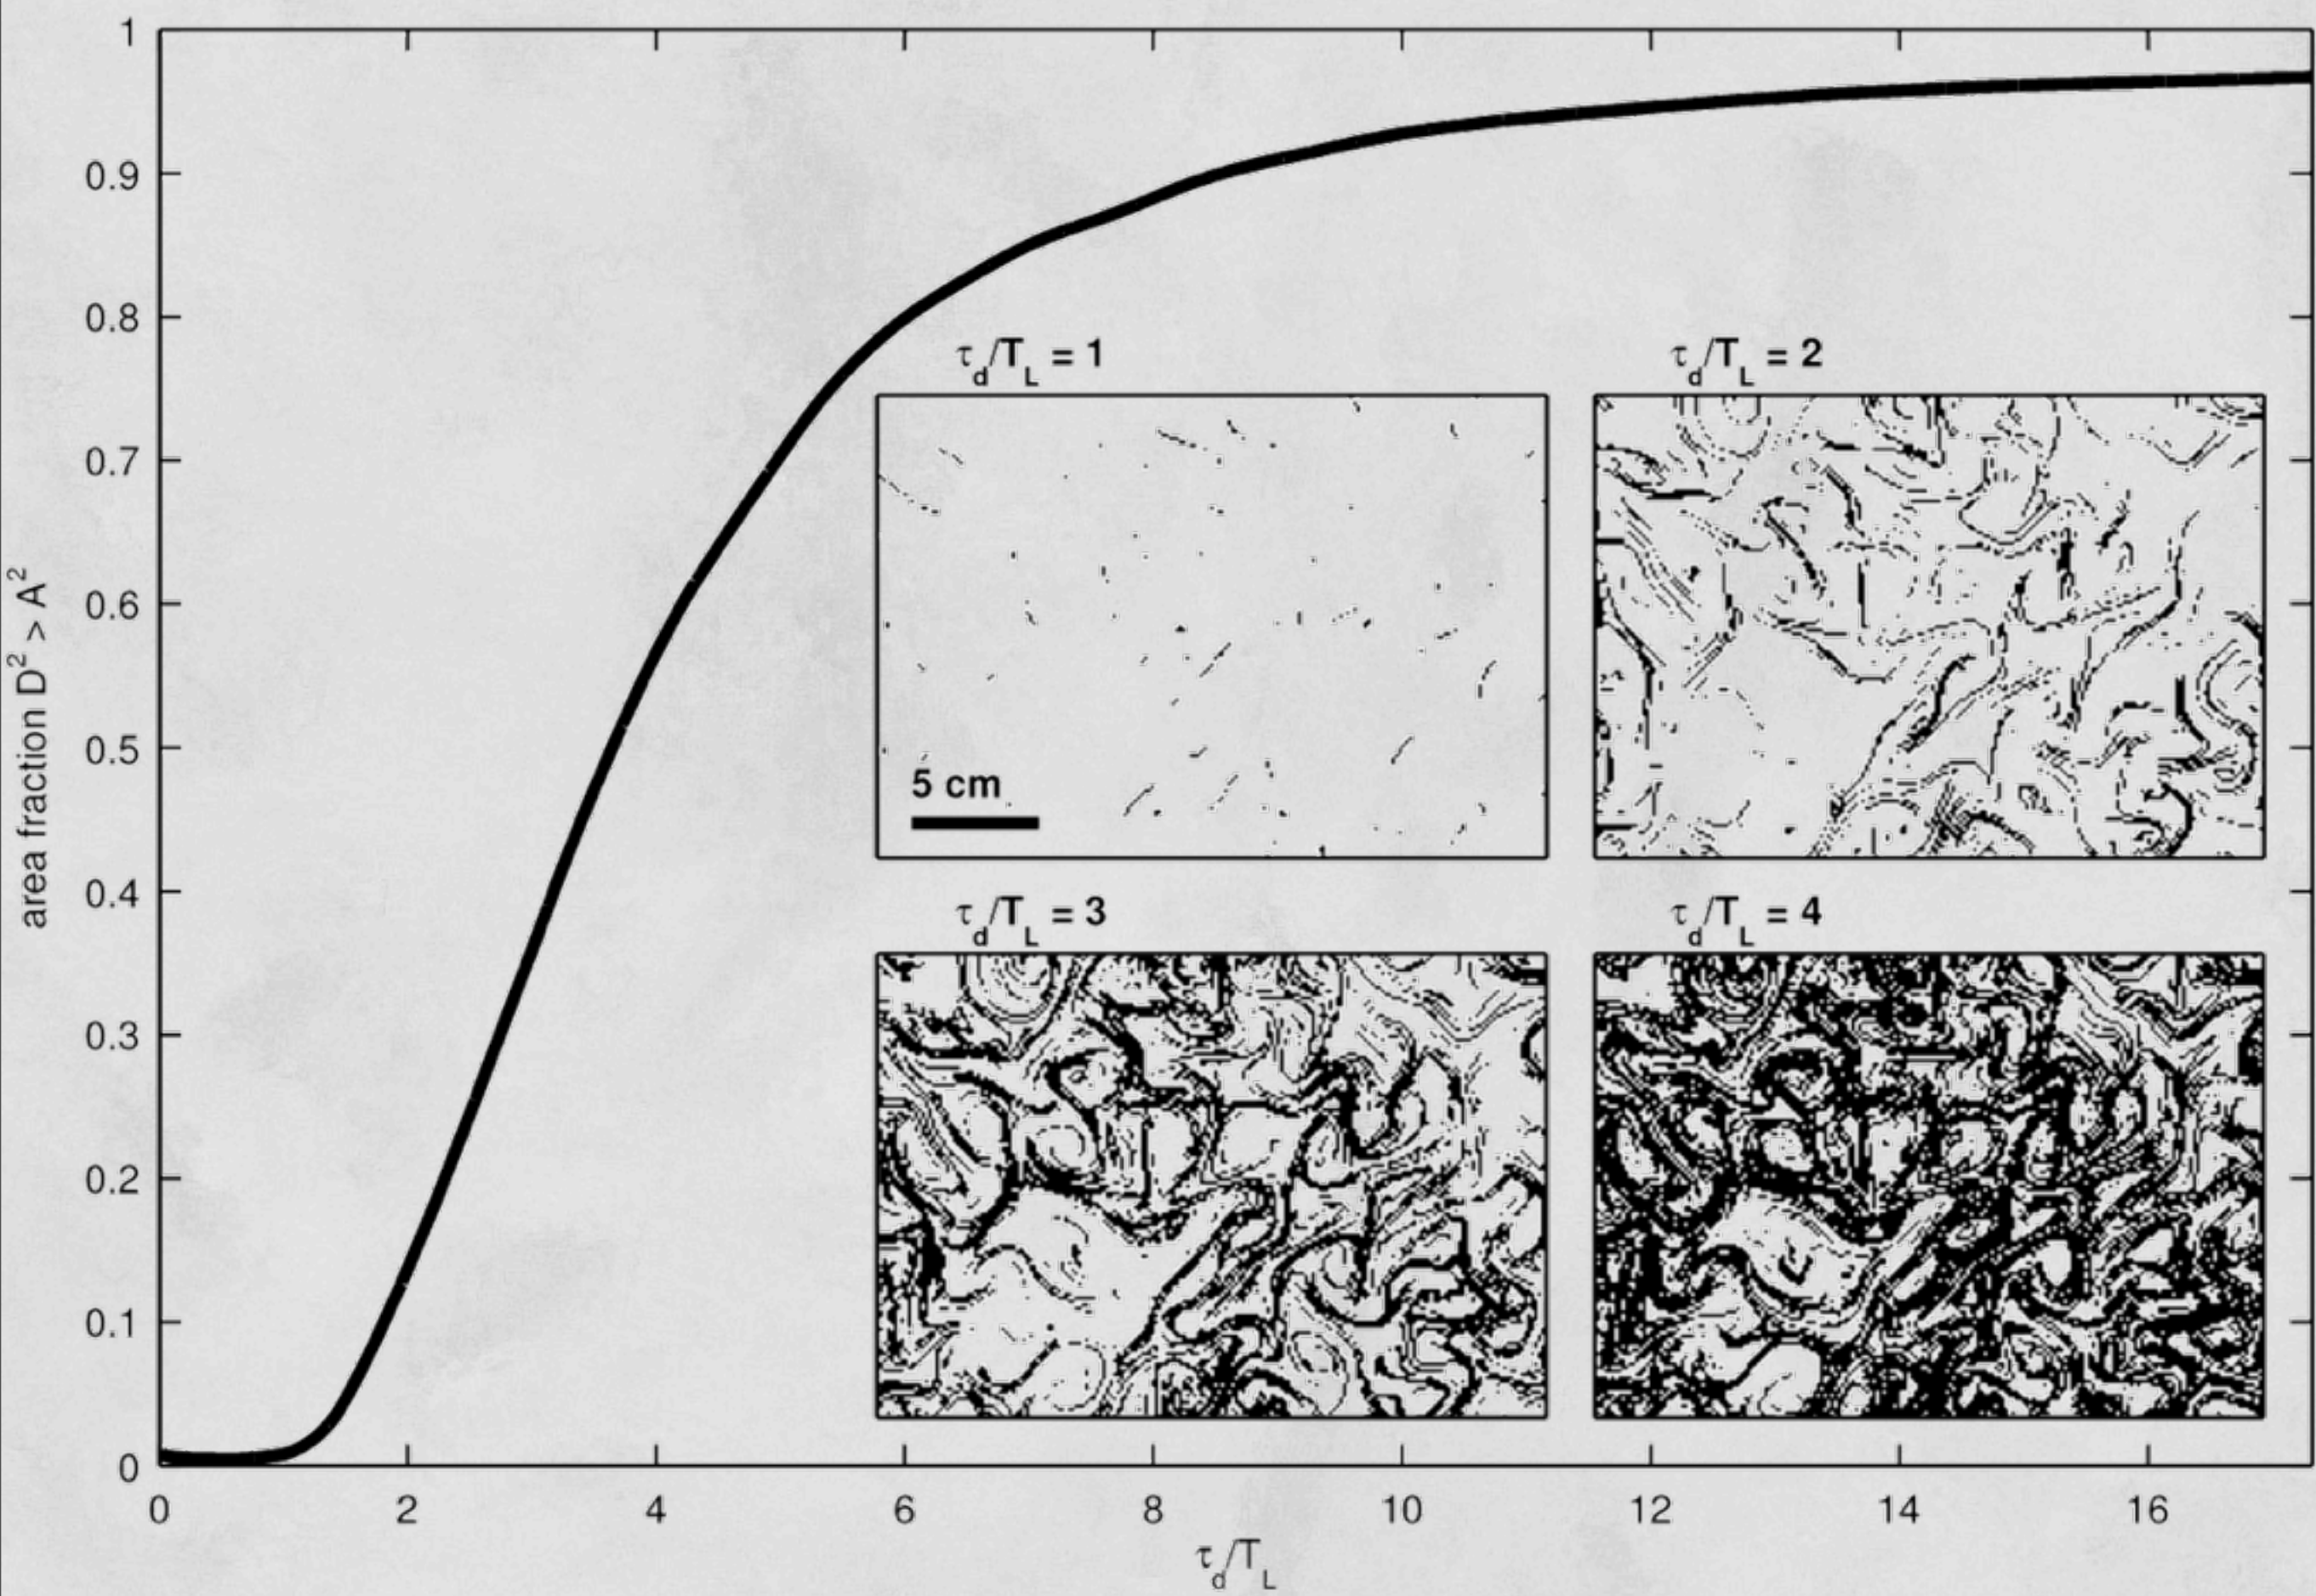 1
0.9
0.8
0.7
0.6
0.5
0.4
0.3
0.2
0.1
0
area fraction D² > A²
τd/TL = 1
τd/TL = 2
5 cm
τd/TL = 3
τd/TL = 4
0 2 4 6 8 10 12 14 16
τd/TL